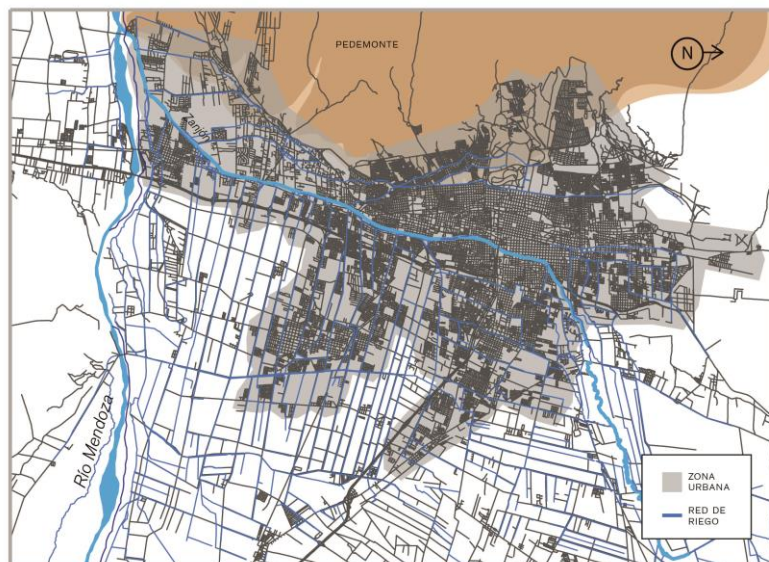 PEDEMONTE
N
Zanjón
Río Mendoza
ZONA
URBANA
RED DE
RIEGO